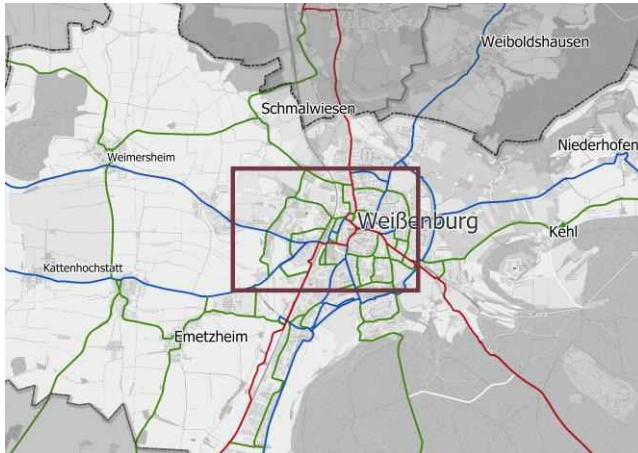 Weiboldshausen
Schmalwiesen
Niederhofen
Weimersheim
Weißenburg
Kehl
Kattenhochstatt
Emetzheim